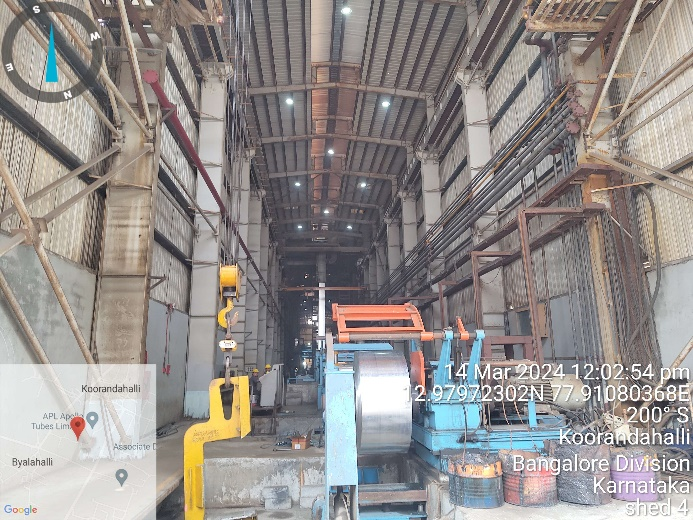 S
W
E
N
14 Mar 2024 12:02:54 pm
12.97972302N 77.91080368E
200° S
Koorandahalli
Bangalore Division
Karnataka
shed 4
Koorandahalli
APL Apollo
Tubes Lim
Associate D
Byalahalli
Google